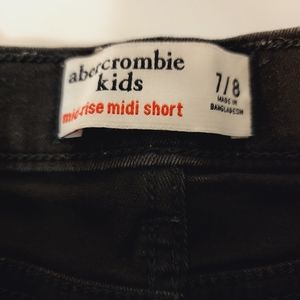 abercrombie
kids
mid-rise midi short
7/8
MADE IN
BANGLADESH